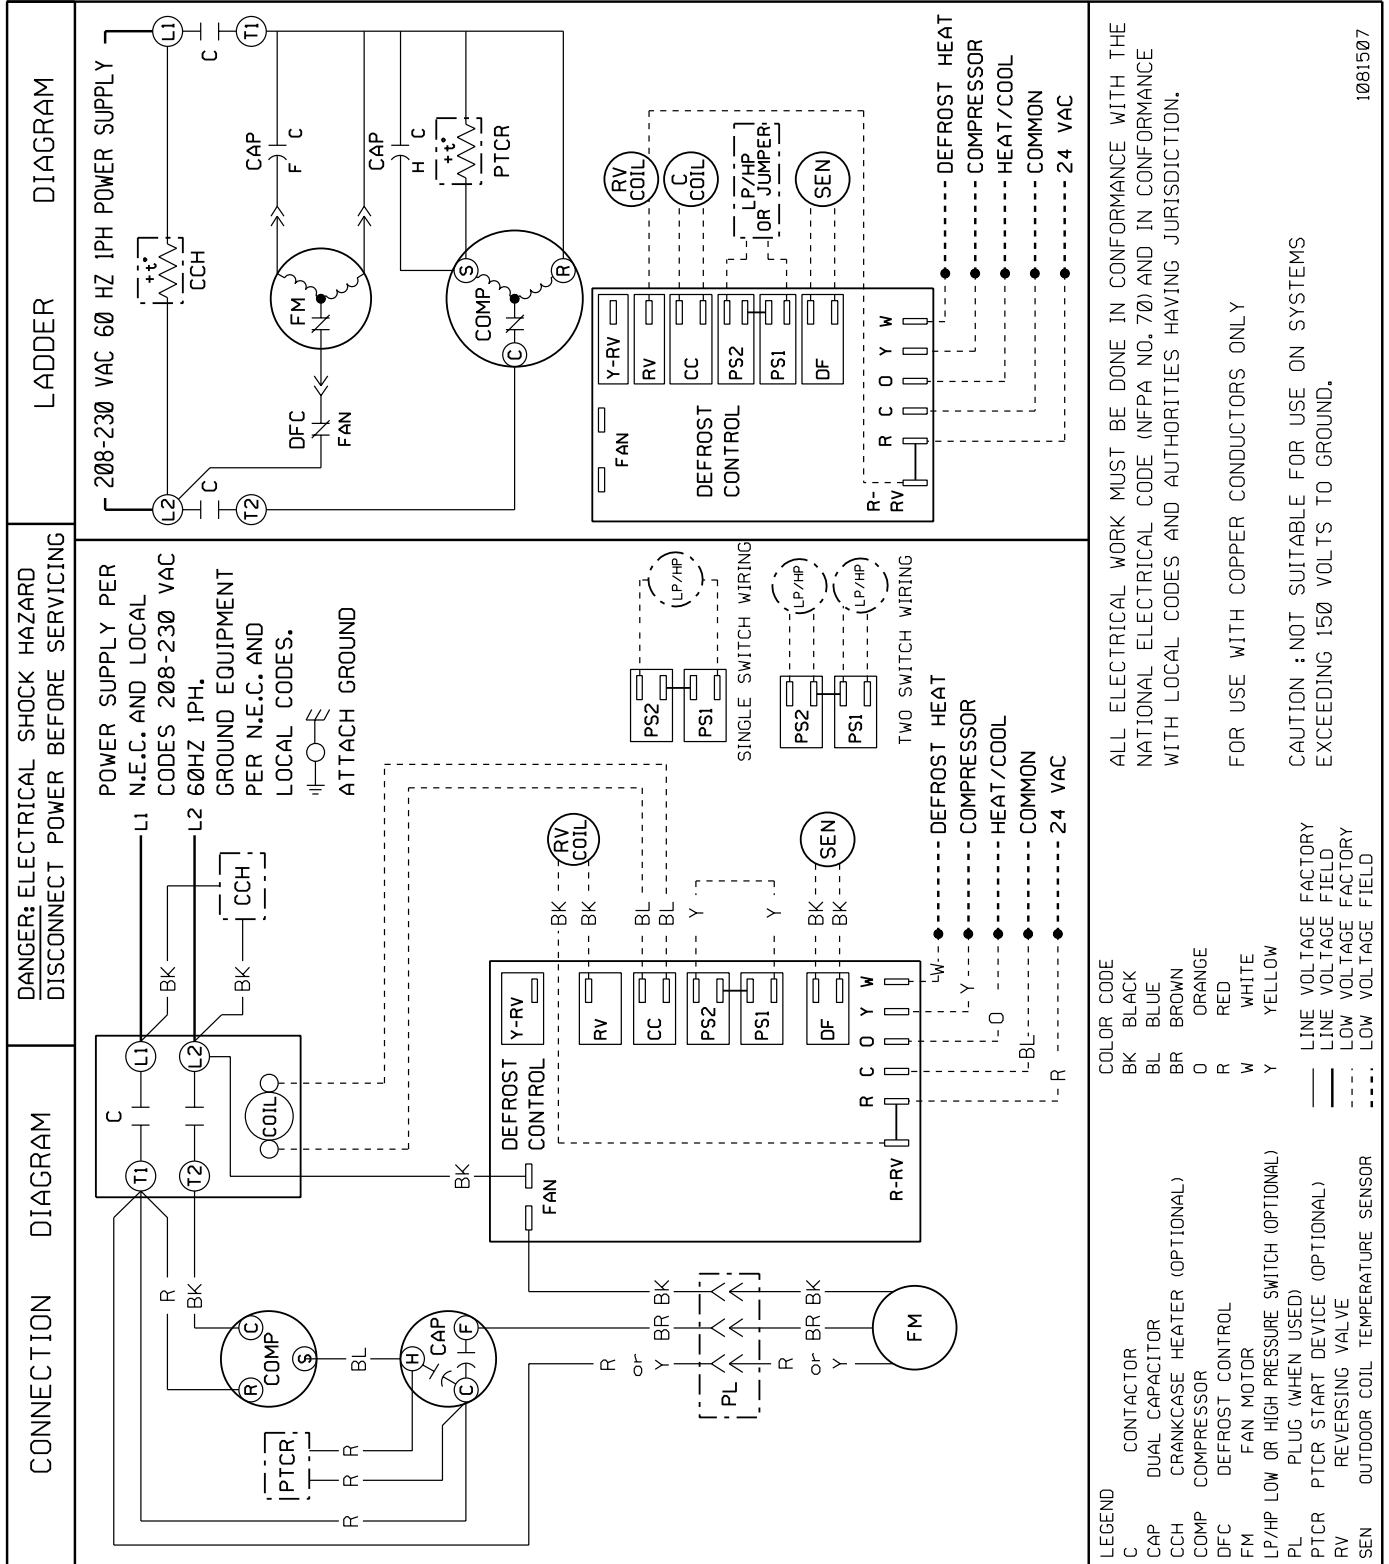 CONNECTION DIAGRAM
DANGER: ELECTRICAL SHOCK HAZARD
DISCONNECT POWER BEFORE SERVICING
LADDER DIAGRAM
POWER SUPPLY PER
N.E.C. AND LOCAL
CODES 208-230 VAC
60HZ 1PH.
GROUND EQUIPMENT
PER N.E.C. AND
LOCAL CODES.
ATTACH GROUND
L1
L2
BK
CCH
BK
C
L1
L2
T1
T2
COIL
R
BK
BK
COMP
R
C
S
BL
CAP
H
F
C
PTCR
R
R
R
DEFROST
CONTROL
FAN
Y-RV
RV
CC
PS2
PS1
DF
R C O Y W
R-RV
BK
BK
BL
BL
Y
Y
BK
BK
RV
COIL
SEN
W
Y
O
BL
R
DEFROST HEAT
COMPRESSOR
HEAT/COOL
COMMON
24 VAC
BK
BR
R
or
Y
PL
BK
BR
R
or
Y
FM
PS2
PS1
LP/HP
SINGLE SWITCH WIRING
PS2
PS1
LP/HP
LP/HP
TWO SWITCH WIRING
208-230 VAC 60 HZ 1PH POWER SUPPLY
L2
L1
C
C
T2
T1
+t°
CCH
CAP
F C
FM
DFC
FAN
CAP
H C
+t°
PTCR
COMP
S
R
C
FAN
DEFROST
CONTROL
Y-RV
RV
CC
PS2
PS1
DF
R-
RV
R C O Y W
RV
COIL
C
COIL
LP/HP
OR JUMPER
SEN
DEFROST HEAT
COMPRESSOR
HEAT/COOL
COMMON
24 VAC
LEGEND
C CONTACTOR
CAP DUAL CAPACITOR
CCH CRANKCASE HEATER (OPTIONAL)
COMP COMPRESSOR
DFC DEFROST CONTROL
FM FAN MOTOR
LP/HP LOW OR HIGH PRESSURE SWITCH (OPTIONAL)
PL PLUG (WHEN USED)
PTCR PTCR START DEVICE (OPTIONAL)
RV REVERSING VALVE
SEN OUTDOOR COIL TEMPERATURE SENSOR
COLOR CODE
BK BLACK
BL BLUE
BR BROWN
O ORANGE
R RED
W WHITE
Y YELLOW
LINE VOLTAGE FACTORY
LINE VOLTAGE FIELD
LOW VOLTAGE FACTORY
LOW VOLTAGE FIELD
ALL ELECTRICAL WORK MUST BE DONE IN CONFORMANCE WITH THE
NATIONAL ELECTRICAL CODE (NFPA NO. 70) AND IN CONFORMANCE
WITH LOCAL CODES AND AUTHORITIES HAVING JURISDICTION.
FOR USE WITH COPPER CONDUCTORS ONLY
CAUTION : NOT SUITABLE FOR USE ON SYSTEMS
EXCEEDING 150 VOLTS TO GROUND.
1081507